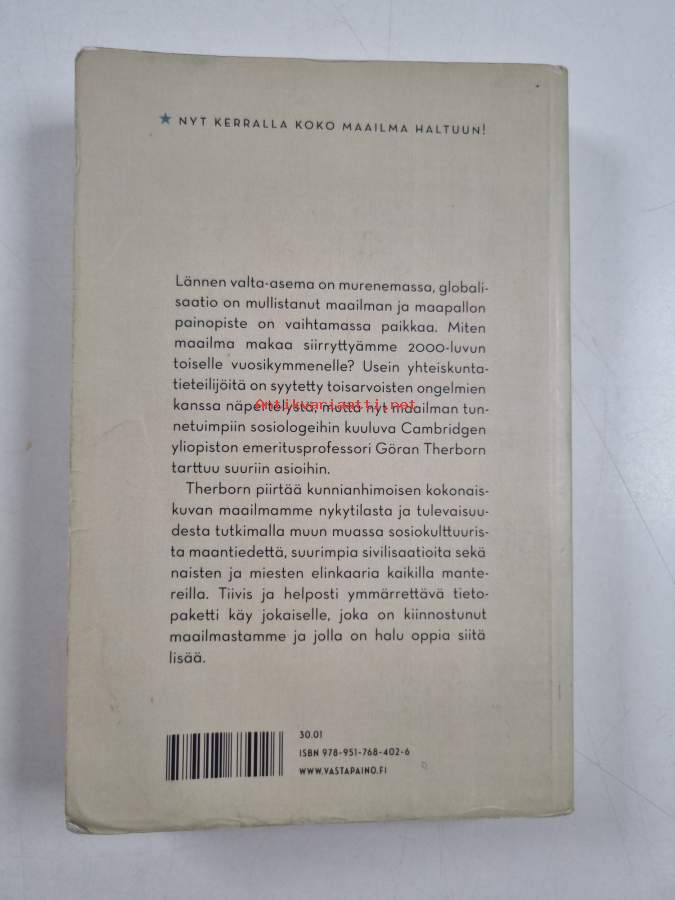 ★ NYT KERRALLA KOKO MAAILMA HALTUUN!
Lännen valta-asema on murenemassa, globali-
saatio on mullistanut maailman ja maapallon
painopiste on vaihtamassa paikkaa. Miten
maailma makaa siirryttyämme 2000-luvun
toiselle vuosikymmenelle? Usein yhteiskunta-
tieteilijöitä on syytetty toisarvoisten ongelmien
kanssa näpertelystä, mutta nyt maailman tun-
Antikvariaatti.net
netuimpiin sosiologeihin kuuluva Cambridgen
yliopiston emeritusprofessori Göran Therborn
tarttuu suuriin asioihin.
Therborn piirtää kunnianhimoisen kokonais-
kuvan maailmamme nykytilasta ja tulevaisuu-
desta tutkimalla muun muassa sosiokulttuuris-
ta maantiedettä, suurimpia sivilisaatioita sekä
naisten ja miesten elinkaaria kaikilla mante-
reilla. Tiivis ja helposti ymmärrettävä tieto-
paketti käy jokaiselle, joka on kiinnostunut
maailmastamme ja jolla on halu oppia siitä
lisää.
30.01
ISBN 978-951-768-402-6
WWW.VASTAPAINO.FI